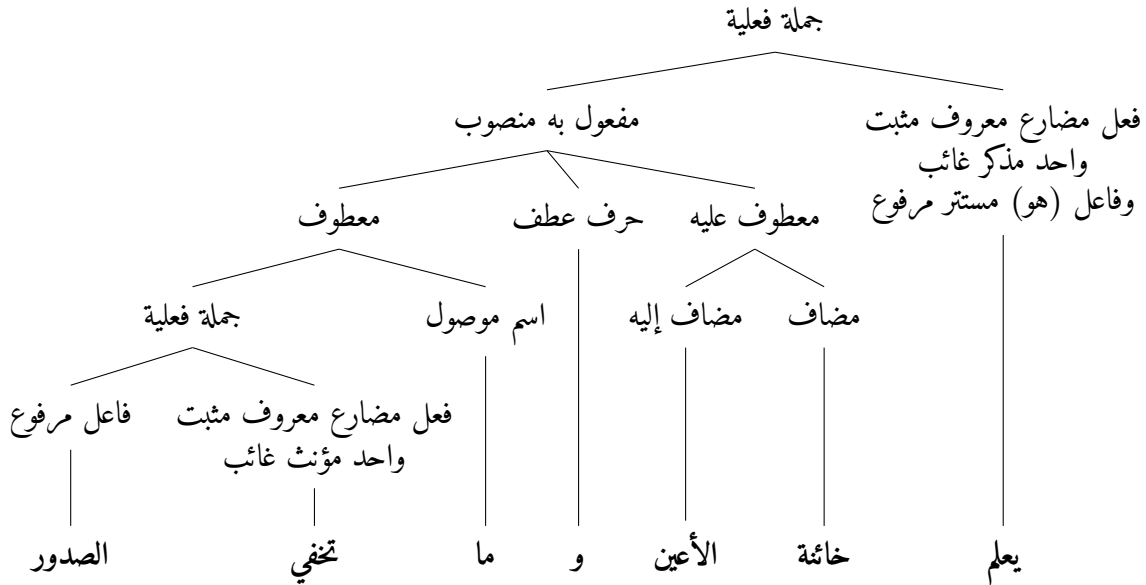 جملة فعلية
فعل مضارع معروف مثبت
واحد مذكر غائب
وفاعل (هو) مستتر مرفوع
مفعول به منصوب
معطوف عليه
حرف عطف
معطوف
مضاف
مضاف إليه
اسم موصول
جملة فعلية
فعل مضارع معروف مثبت
واحد مؤنث غائب
فاعل مرفوع
يعلم خائنة الأعين و ما تخفي الصدور